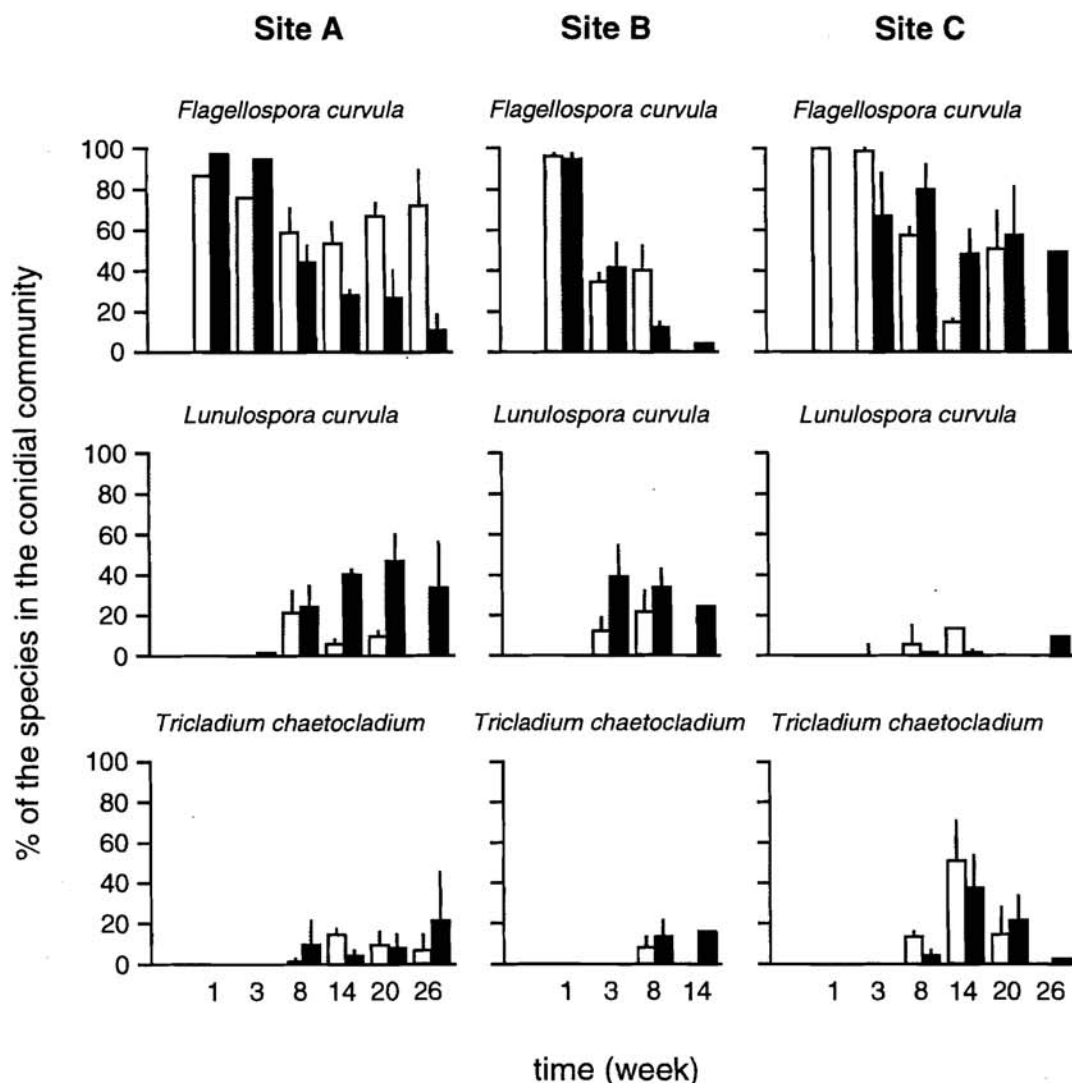 Site A
Site B
Site C
Flagellospora curvula
Flagellospora curvula
Flagellospora curvula
% of the species in the conidial community
100
80
60
40
20
0
Lunulospora curvula
Lunulospora curvula
Lunulospora curvula
100
80
60
40
20
0
Tricladium chaetocladium
Tricladium chaetocladium
Tricladium chaetocladium
100
80
60
40
20
0
1 3 8 14 20 26
1 3 8 14
1 3 8 14 20 26
time (week)